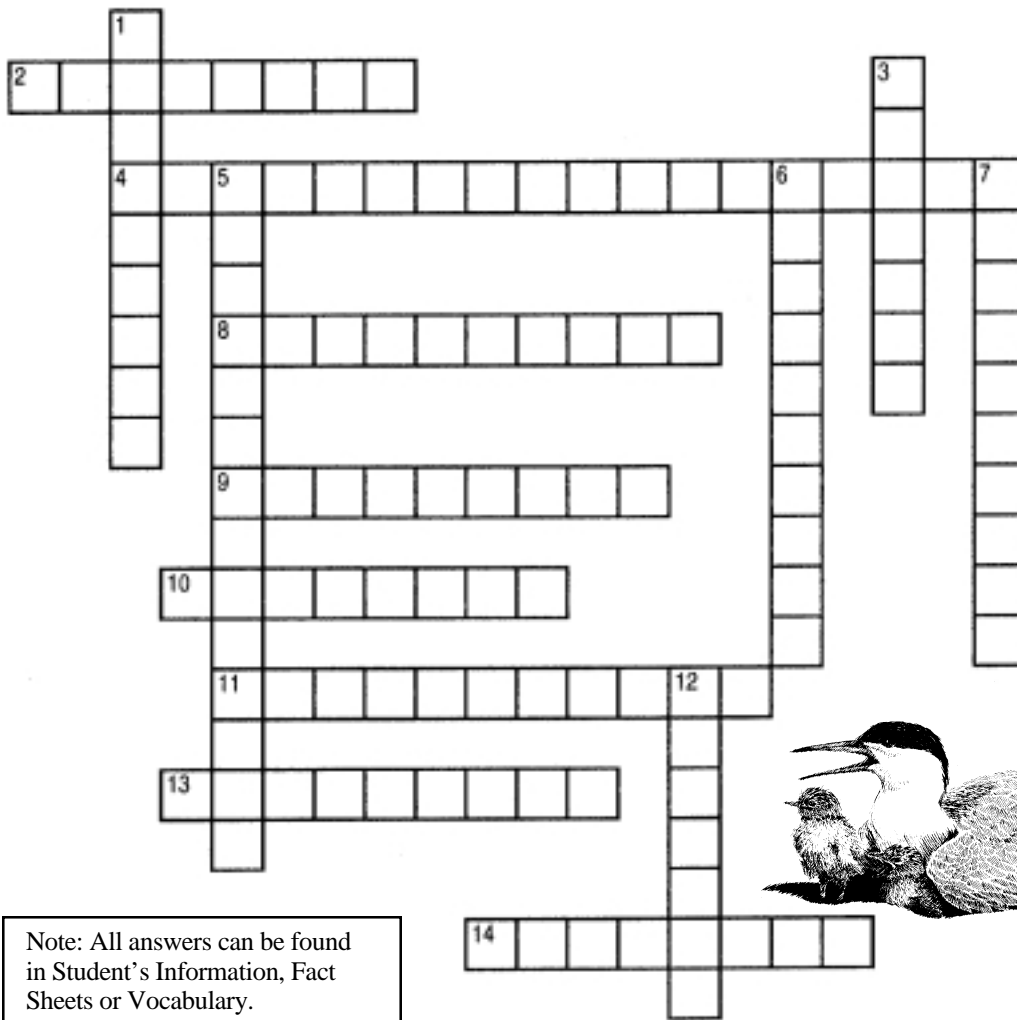 1
2
3
4 5 6 7
8
9
10
11 12
13
14
Note: All answers can be found
in Student's Information, Fact
Sheets or Vocabulary.